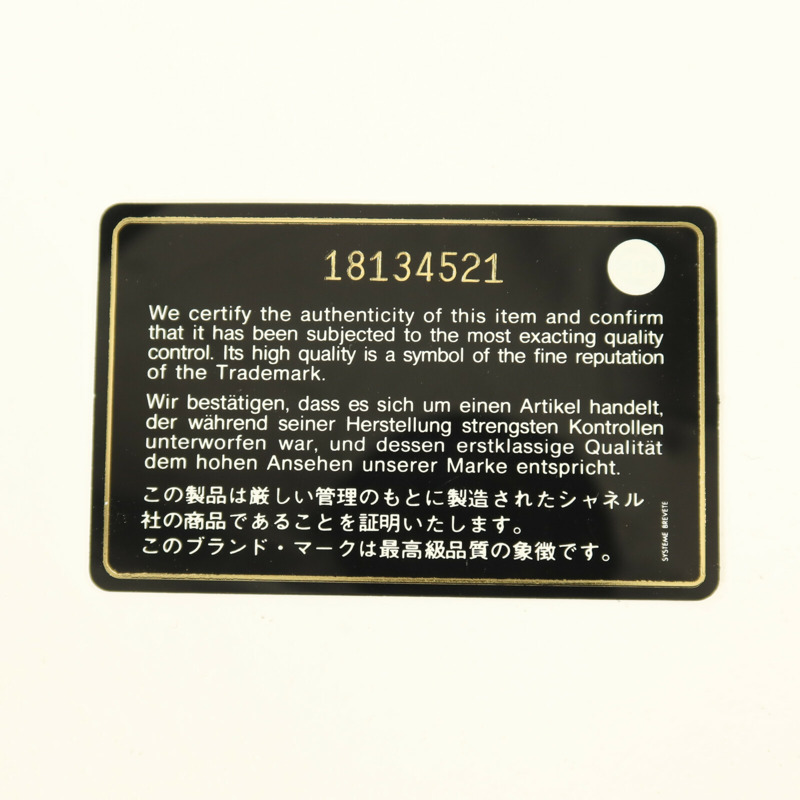 18134521
We certify the authenticity of this item and confirm
that it has been subjected to the most exacting quality
control. Its high quality is a symbol of the fine reputation
of the Trademark.
Wir bestätigen, dass es sich um einen Artikel handelt,
der während seiner Herstellung strengsten Kontrollen
unterworfen war, und dessen erstklassige Qualität
dem hohen Ansehen unserer Marke entspricht.
この製品は厳しい管理のもとに製造されたシャネル
社の商品であることを証明いたします。
このブランド・マークは最高級品質の象徴です。
SYSTEME BREVETE